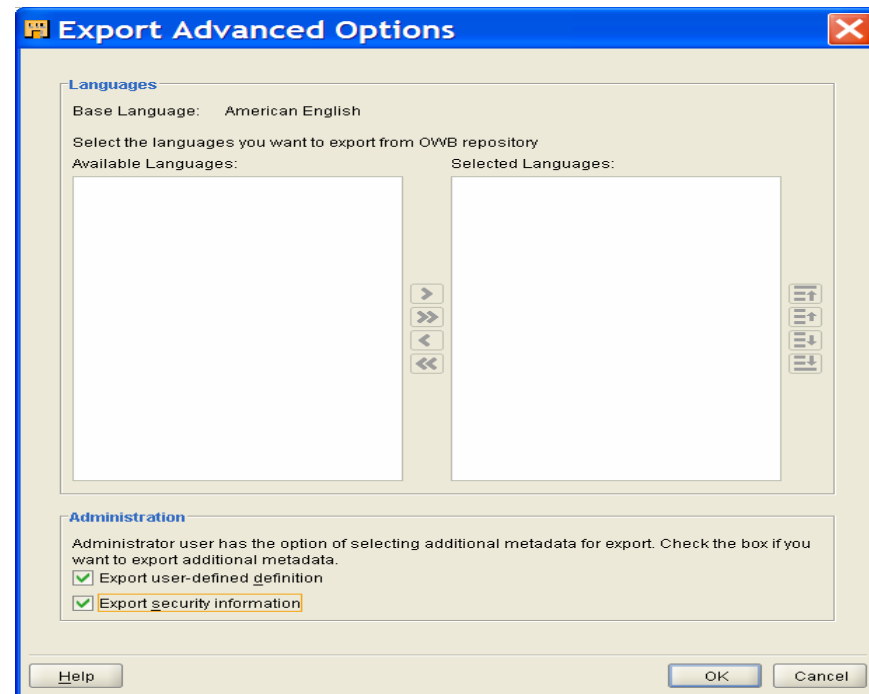 Export Advanced Options
Languages
Base Language: American English
Select the languages you want to export from OWB repository
Available Languages: Selected Languages:
Administration
Administrator user has the option of selecting additional metadata for export. Check the box if you
want to export additional metadata.
Export user-defined definition
Export security information
Help OK Cancel